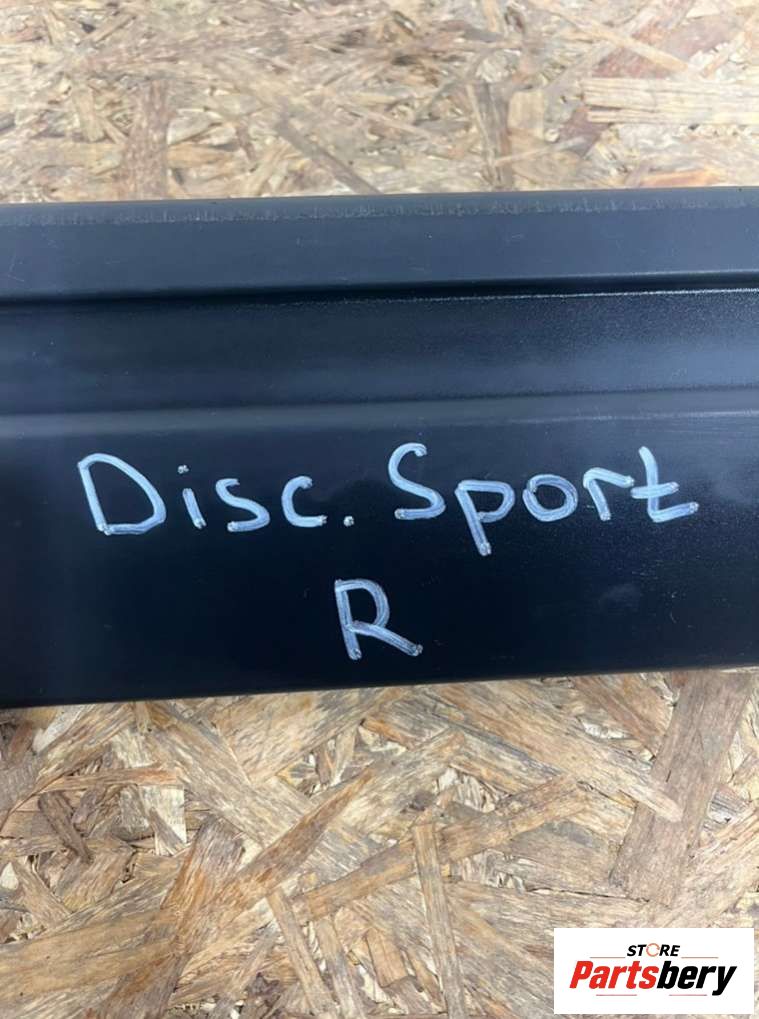 Disc. Sport
R
STORE
Partsbery